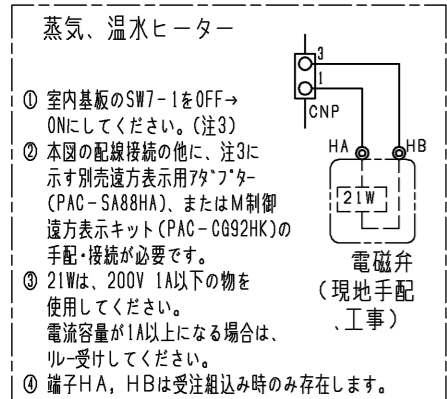 蒸気、温水ヒーター
① 室内基板のSW7-1をOFF→
ONにしてください。(注3)
② 本図の配線接続の他に、注3に
示す別売遠方表示用アダプター
(PAC-SA88HA)、またはM制御
遠方表示キット(PAC-CG92HK)の
手配・接続が必要です。
③ 21Wは、200V 1A以下の物を
使用してください。
電流容量が1A以上になる場合は、
リレー受けしてください。
④ 端子HA, HBは受注組込み時のみ存在します。
3
1
CNP
HA
HB
21W
電磁弁
(現地手配
、工事)